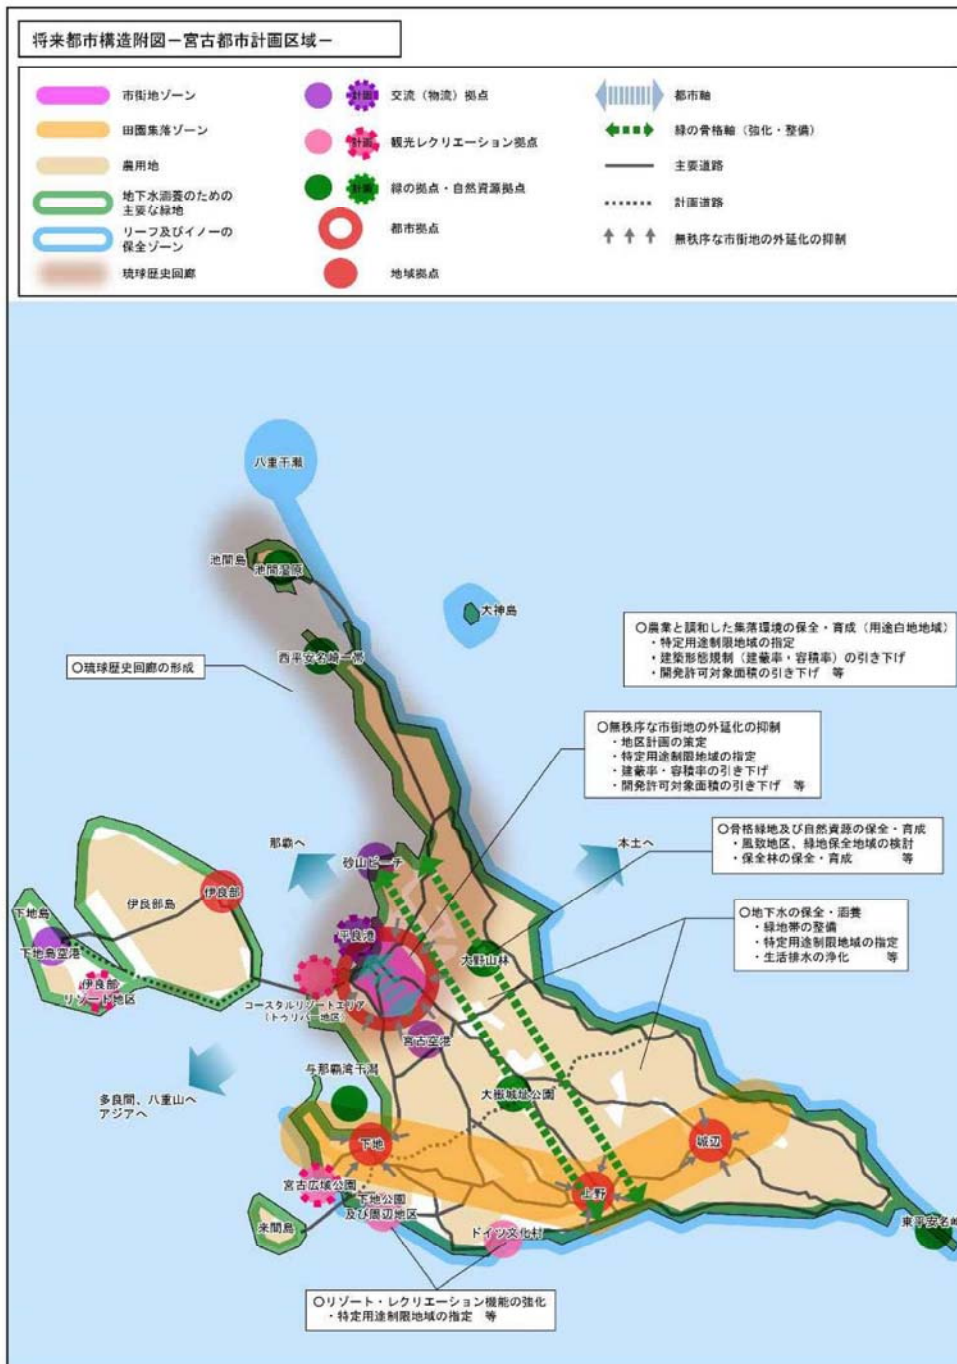 将来都市構造附図－宮古都市計画区域－
市街地ゾーン
田園集落ゾーン
農用地
地下水涵養のための
主要な緑地
リーフ及びイノーの
保全ゾーン
琉球歴史回廊
計画
交流（物流）拠点
計画
観光レクリエーション拠点
計画
緑の拠点・自然資源拠点
都市拠点
地域拠点
都市軸
緑の骨格軸（強化・整備）
主要道路
計画道路
無秩序な市街地の外延化の抑制
八重干瀬
池間島
池間湿原
大神島
西平安名崎一帯
○琉球歴史回廊の形成
○農業と調和した集落環境の保全・育成（用途白地地域）
・特定用途制限地域の指定
・建築形態規制（建蔽率・容積率）の引き下げ
・開発許可対象面積の引き下げ　等
○無秩序な市街地の外延化の抑制
・地区計画の策定
・特定用途制限地域の指定
・建蔽率・容積率の引き下げ
・開発許可対象面積の引き下げ　等
○骨格緑地及び自然資源の保全・育成
・風致地区、緑地保全地域の検討
・保全林の保全・育成　　　等
那覇へ
本土へ
砂山ビーチ
伊良部
伊良部島
下地島
下地島空港
伊良部
リゾート地区
平良港
大野山林
コースタルリゾートエリア
（トゥリバー地区）
宮古空港
○地下水の保全・涵養
・緑地帯の整備
・特定用途制限地域の指定
・生活排水の浄化　　　等
与那覇湾干潟
大嶽城址公園
多良間、八重山へ
アジアへ
下地
城辺
上野
宮古広域公園
下地公園
及び周辺地区
来間島
ドイツ文化村
東平安名崎
○リゾート・レクリエーション機能の強化
・特定用途制限地域の指定　等